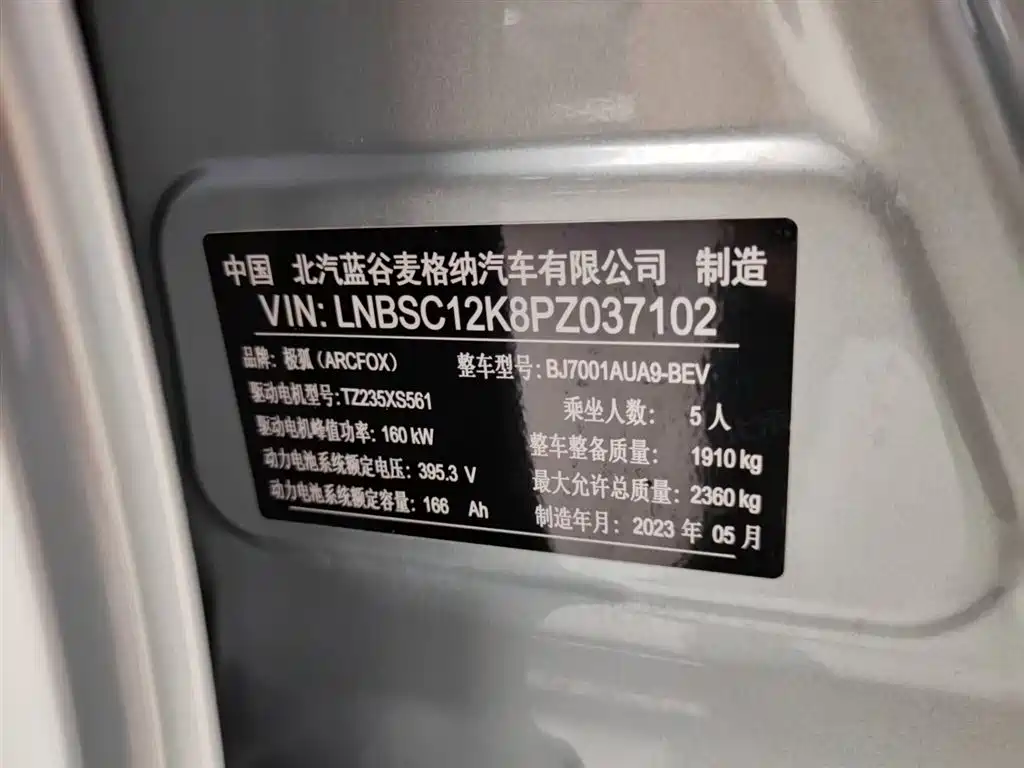 中国 北汽蓝谷麦格纳汽车有限公司 制造
VIN: LNBSC12K8PZ037102
品牌: 极狐 (ARCFOX) 整车型号: BJ7001AUA9-BEV
驱动电机型号: TZ235XS561 乘坐人数: 5 人
驱动电机峰值功率: 160 kW 整车整备质量: 1910 kg
动力电池系统额定电压: 395.3 V 最大允许总质量: 2360 kg
动力电池系统额定容量: 166 Ah 制造年月: 2023 年 05 月